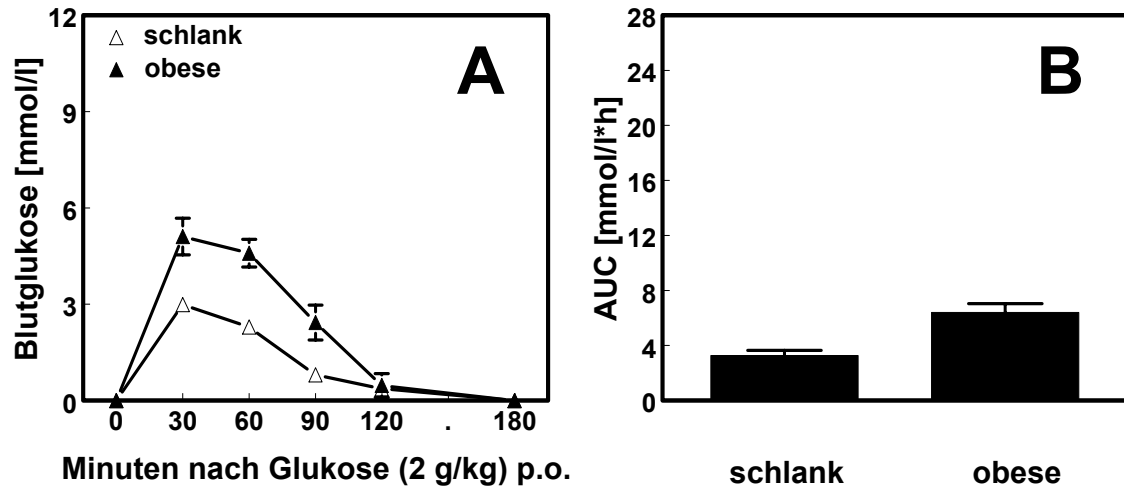 Blutglukose [mmol/l]
12
9
6
3
0
△ schlank
▲ obese
A
0 30 60 90 120 . 180
Minuten nach Glukose (2 g/kg) p.o.
AUC [mmol/l*h]
28
24
20
16
12
8
4
0
B
schlank obese